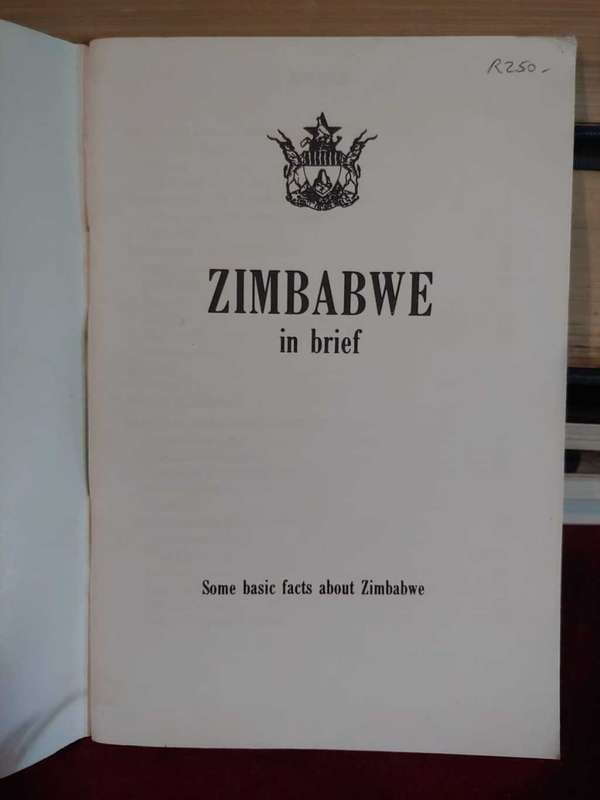 R250-
ZIMBABWE
in brief
Some basic facts about Zimbabwe